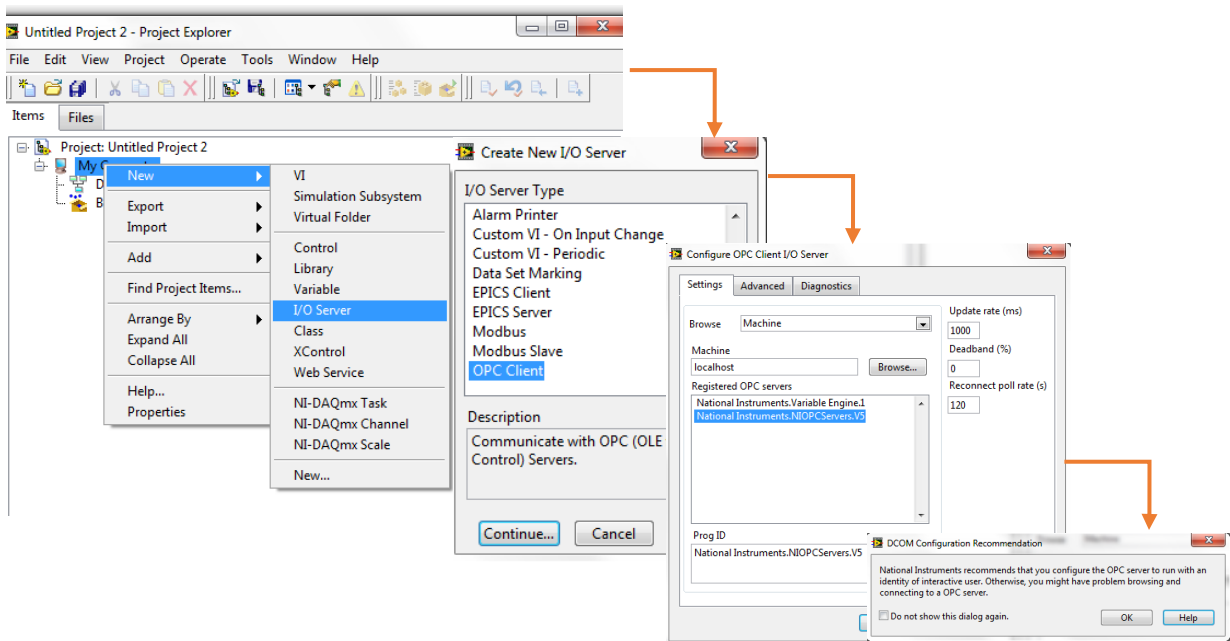 Untitled Project 2 - Project Explorer
File Edit View Project Operate Tools Window Help
Items Files
Project: Untitled Project 2
My
D
B
New
Export
Import
Add
Find Project Items...
Arrange By
Expand All
Collapse All
Help...
Properties
VI
Simulation Subsystem
Virtual Folder
Control
Library
Variable
I/O Server
Class
XControl
Web Service
NI-DAQmx Task
NI-DAQmx Channel
NI-DAQmx Scale
New...
Create New I/O Server
I/O Server Type
Alarm Printer
Custom VI - On Input Change
Custom VI - Periodic
Data Set Marking
EPICS Client
EPICS Server
Modbus
Modbus Slave
OPC Client
Description
Communicate with OPC (OLE
Control) Servers.
Continue... Cancel
Configure OPC Client I/O Server
Settings Advanced Diagnostics
Browse Machine
Machine
localhost Browse...
Registered OPC servers
National Instruments.Variable Engine.1
National Instruments.NIOPCServers.V5
Prog ID
National Instruments.NIOPCServers.V5
Update rate (ms)
1000
Deadband (%)
0
Reconnect poll rate (s)
120
DCOM Configuration Recommendation
National Instruments recommends that you configure the OPC server to run with an
identity of interactive user. Otherwise, you might have problem browsing and
connecting to a OPC server.
Do not show this dialog again. OK Help